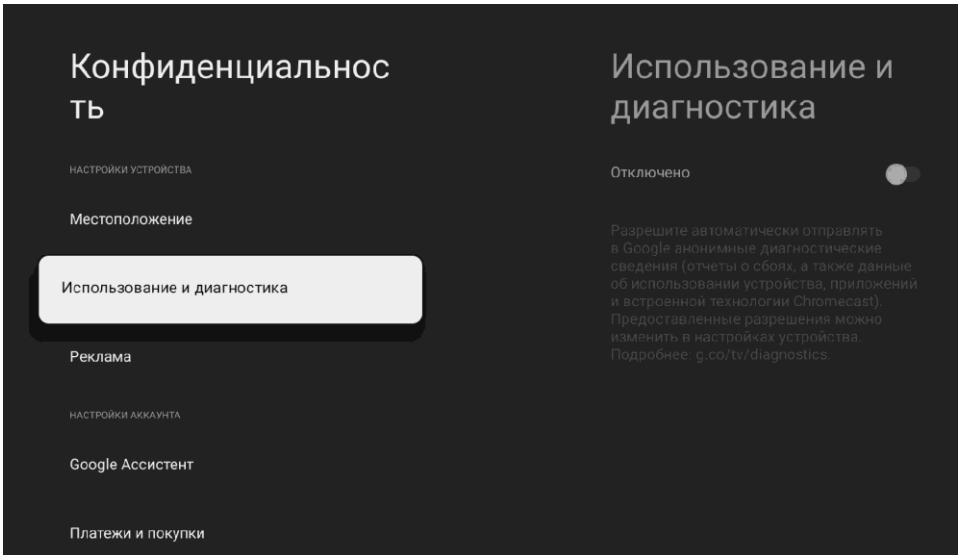 Конфиденциальнос
ть
НАСТРОЙКИ УСТРОЙСТВА
Местоположение
Использование и диагностика
Реклама
НАСТРОЙКИ АККАУНТА
Google Ассистент
Платежи и покупки
Использование и
диагностика
Отключено
Разрешите автоматически отправлять
в Google анонимные диагностические
сведения (отчеты о сбоях, а также данные
об использовании устройства, приложений
и встроенной технологии Chromecast).
Предоставленные разрешения можно
изменить в настройках устройства.
Подробнее: g.co/tv/diagnostics.